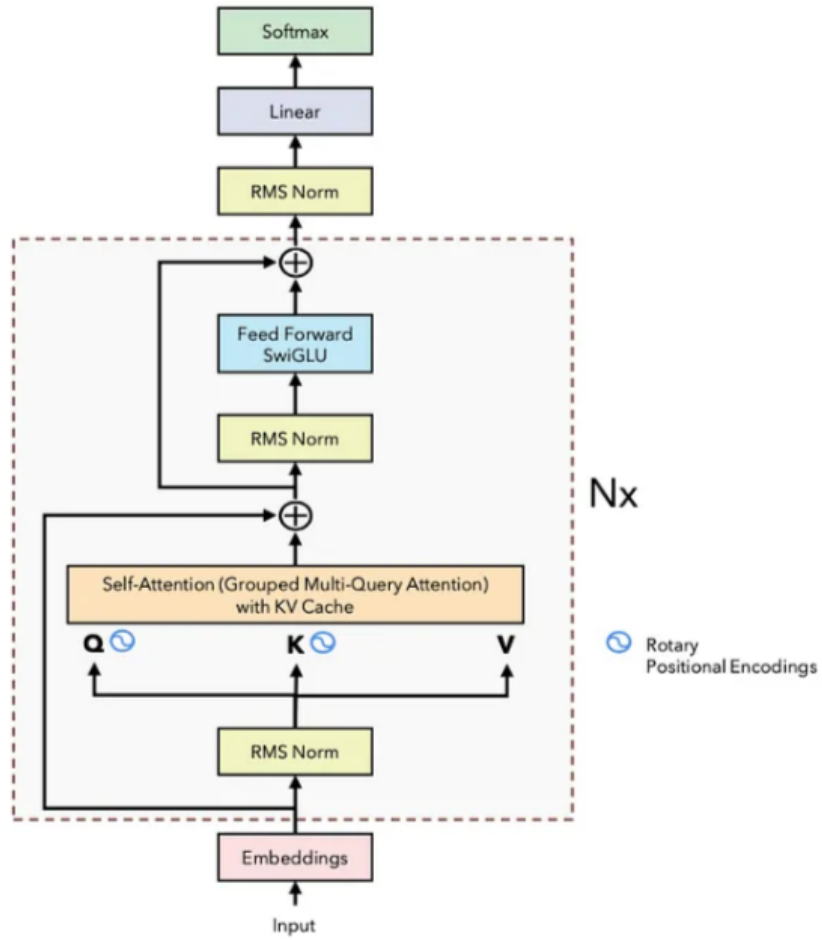 Softmax
Linear
RMS Norm
Feed Forward
SwiGLU
RMS Norm
Nx
Self-Attention (Grouped Multi-Query Attention)
with KV Cache
Q K V
Rotary
Positional Encodings
RMS Norm
Embeddings
Input